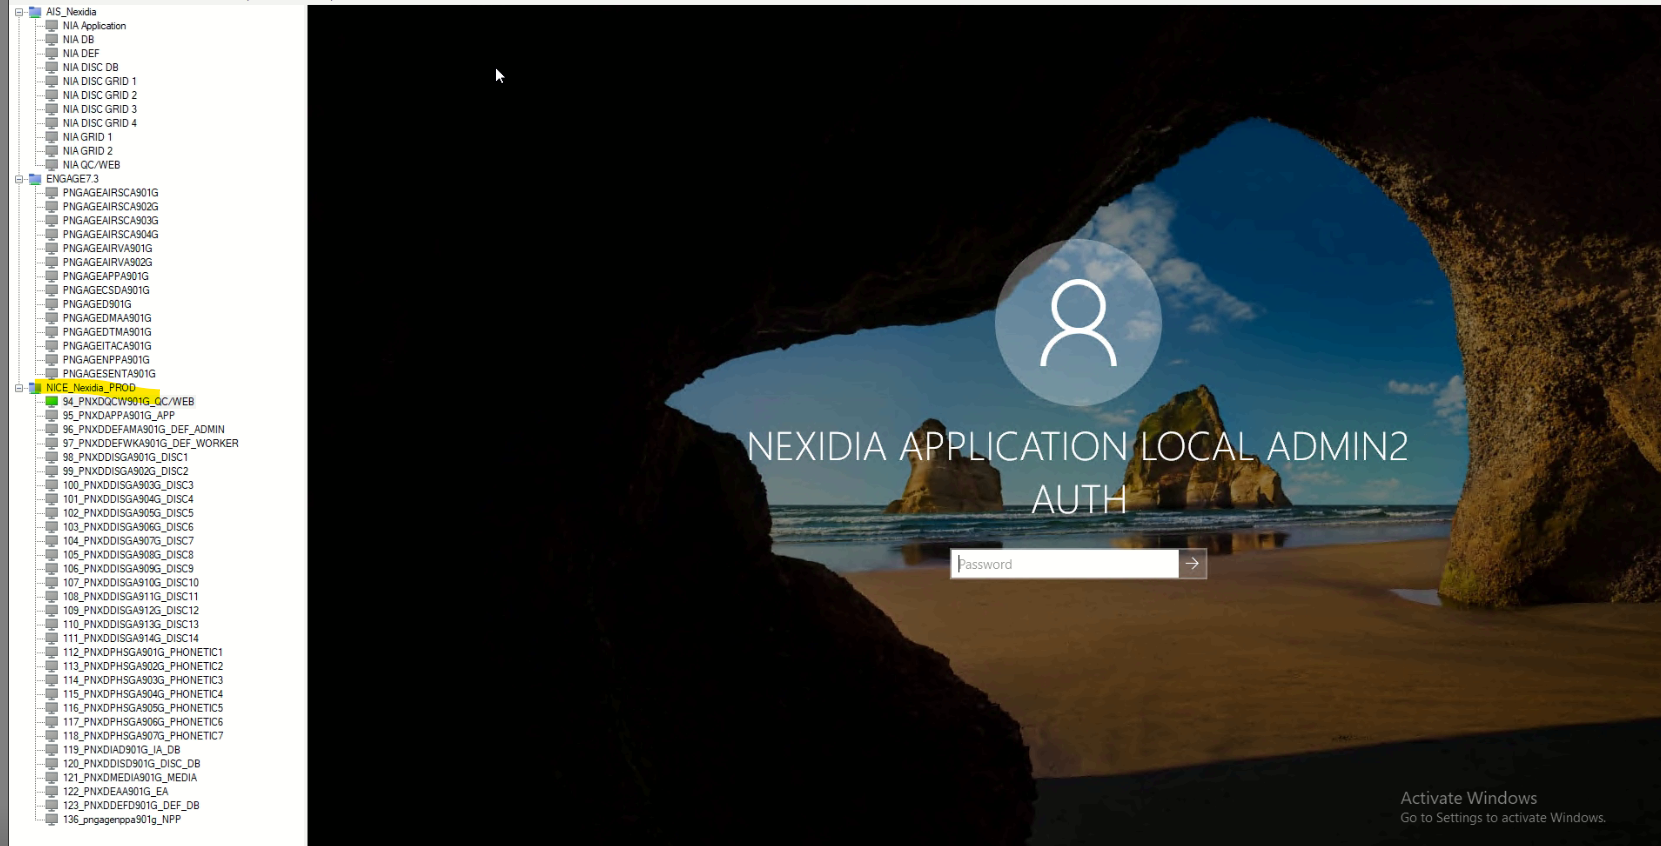 AIS_Nexidia
NIA Application
NIA DB
NIA DEF
NIA DISC DB
NIA DISC GRID 1
NIA DISC GRID 2
NIA DISC GRID 3
NIA DISC GRID 4
NIA GRID 1
NIA GRID 2
NIA QC/WEB
ENGAGE7.3
PNGAGEAIRSCA901G
PNGAGEAIRSCA902G
PNGAGEAIRSCA903G
PNGAGEAIRSCA904G
PNGAGEAIRVA901G
PNGAGEAIRVA902G
PNGAGEAPPA901G
PNGAGECSDA901G
PNGAGED901G
PNGAGEDMAA901G
PNGAGEDTMA901G
PNGAGEITACA901G
PNGAGENPPA901G
PNGAGESENTA901G
NICE_Nexidia_PROD
94_PNXDQCW901G_QC/WEB
95_PNXDAPPA901G_APP
96_PNXDDEFAMA901G_DEF_ADMIN
97_PNXDDEFWKA901G_DEF_WORKER
98_PNXDDISGA901G_DISC1
99_PNXDDISGA902G_DISC2
100_PNXDDISGA903G_DISC3
101_PNXDDISGA904G_DISC4
102_PNXDDISGA905G_DISC5
103_PNXDDISGA906G_DISC6
104_PNXDDISGA907G_DISC7
105_PNXDDISGA908G_DISC8
106_PNXDDISGA909G_DISC9
107_PNXDDISGA910G_DISC10
108_PNXDDISGA911G_DISC11
109_PNXDDISGA912G_DISC12
110_PNXDDISGA913G_DISC13
111_PNXDDISGA914G_DISC14
112_PNXDPHSGA901G_PHONETIC1
113_PNXDPHSGA902G_PHONETIC2
114_PNXDPHSGA903G_PHONETIC3
115_PNXDPHSGA904G_PHONETIC4
116_PNXDPHSGA905G_PHONETIC5
117_PNXDPHSGA906G_PHONETIC6
118_PNXDPHSGA907G_PHONETIC7
119_PNXDIAD901G_IA_DB
120_PNXDDISD901G_DISC_DB
121_PNXDMEDIA901G_MEDIA
122_PNXDEAA901G_EA
123_PNXDDEFD901G_DEF_DB
136_pngagenppa901g_NPP
NEXIDIA APPLICATION LOCAL ADMIN2
AUTH
Password
Activate Windows
Go to Settings to activate Windows.